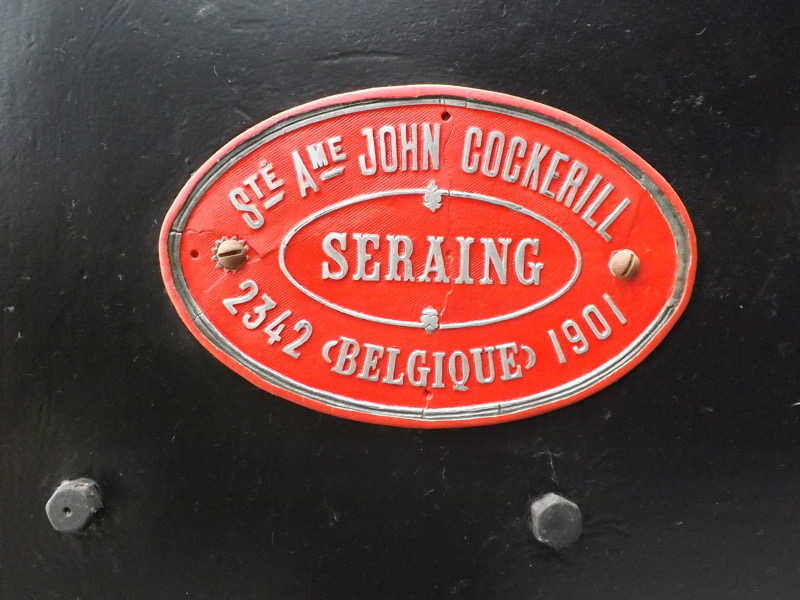 STÉ AME JOHN COCKERILL
SERAING
2342 (BELGIQUE) 1901